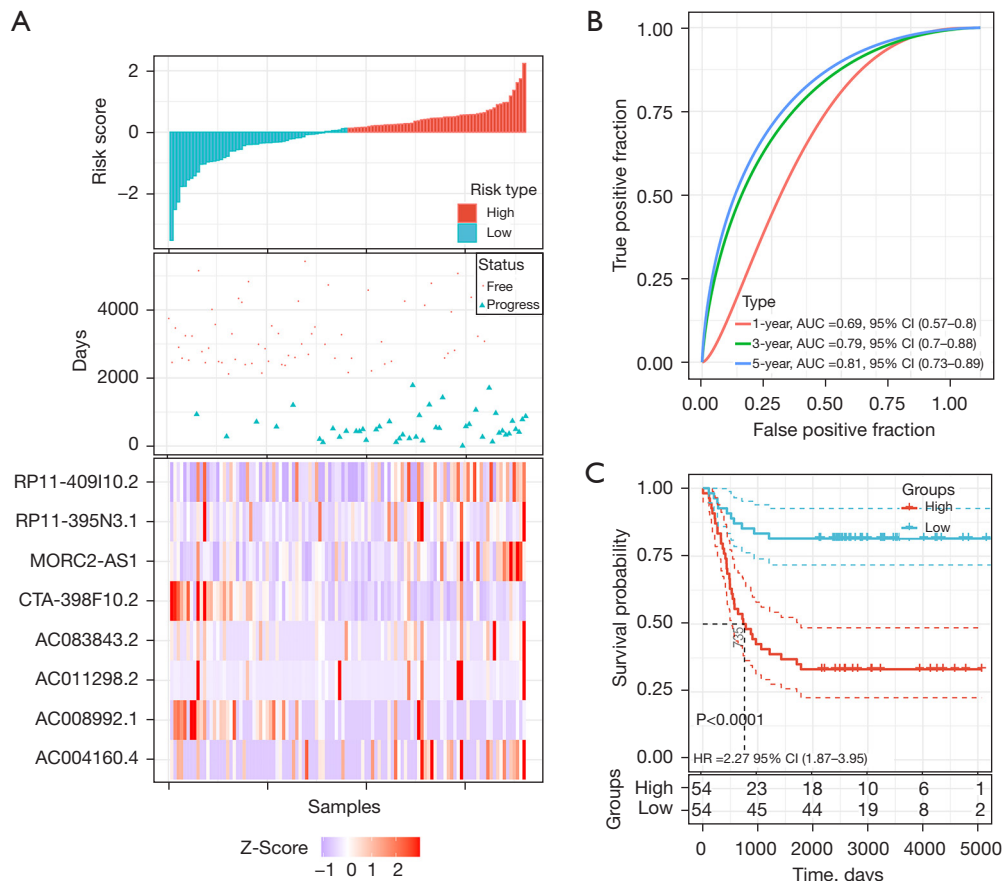 A
Risk score
2
0
−2
Risk type
High
Low
Days
4000
2000
0
Status
Free
Progress
RP11-409I10.2
RP11-395N3.1
MORC2-AS1
CTA-398F10.2
AC083843.2
AC011298.2
AC008992.1
AC004160.4
Samples
Z-Score
−1 0 1 2
B
True positive fraction
1.00
0.75
0.50
0.25
0.00
Type
1-year, AUC =0.69, 95% CI (0.57–0.8)
3-year, AUC =0.79, 95% CI (0.7–0.88)
5-year, AUC =0.81, 95% CI (0.73–0.89)
0.00 0.25 0.50 0.75 1.00
False positive fraction
C
Survival probability
1.00
0.75
0.50
0.25
0.00
Groups
High
Low
735
P<0.0001
HR =2.27 95% CI (1.87–3.95)
Groups
High 54 23 18 10 6 1
Low 54 45 44 19 8 2
0 1000 2000 3000 4000 5000
Time, days